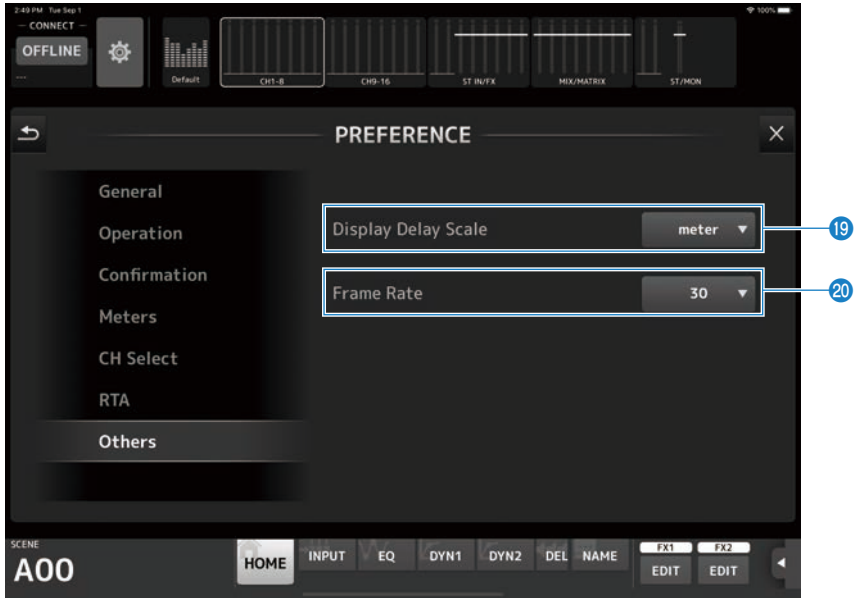 2:49 PM Tue Sep 1
100%
CONNECT
OFFLINE
---
Default
CH1-8
CH9-16
ST IN/FX
MIX/MATRIX
ST/MON
PREFERENCE
General
Operation
Confirmation
Meters
CH Select
RTA
Others
Display Delay Scale
meter
19
Frame Rate
30
20
SCENE
A00
HOME
INPUT
EQ
DYN1
DYN2
DEL
NAME
FX1
EDIT
FX2
EDIT